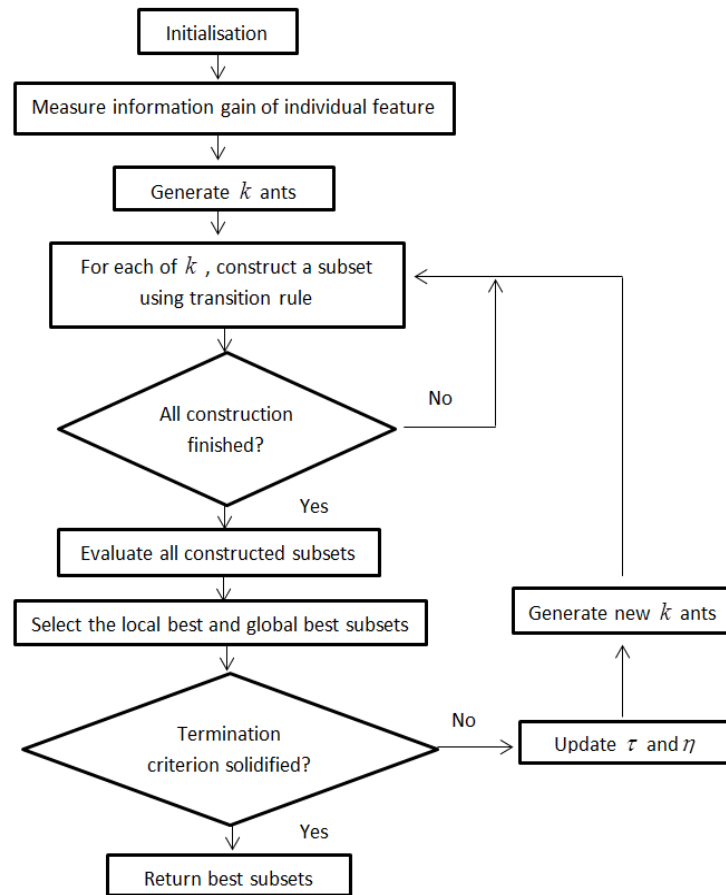 Initialisation
Measure information gain of individual feature
Generate k ants
For each of k , construct a subset
using transition rule
All construction
finished?
No
Yes
Evaluate all constructed subsets
Select the local best and global best subsets
Generate new k ants
Termination
criterion solidified?
No
Update τ and η
Yes
Return best subsets